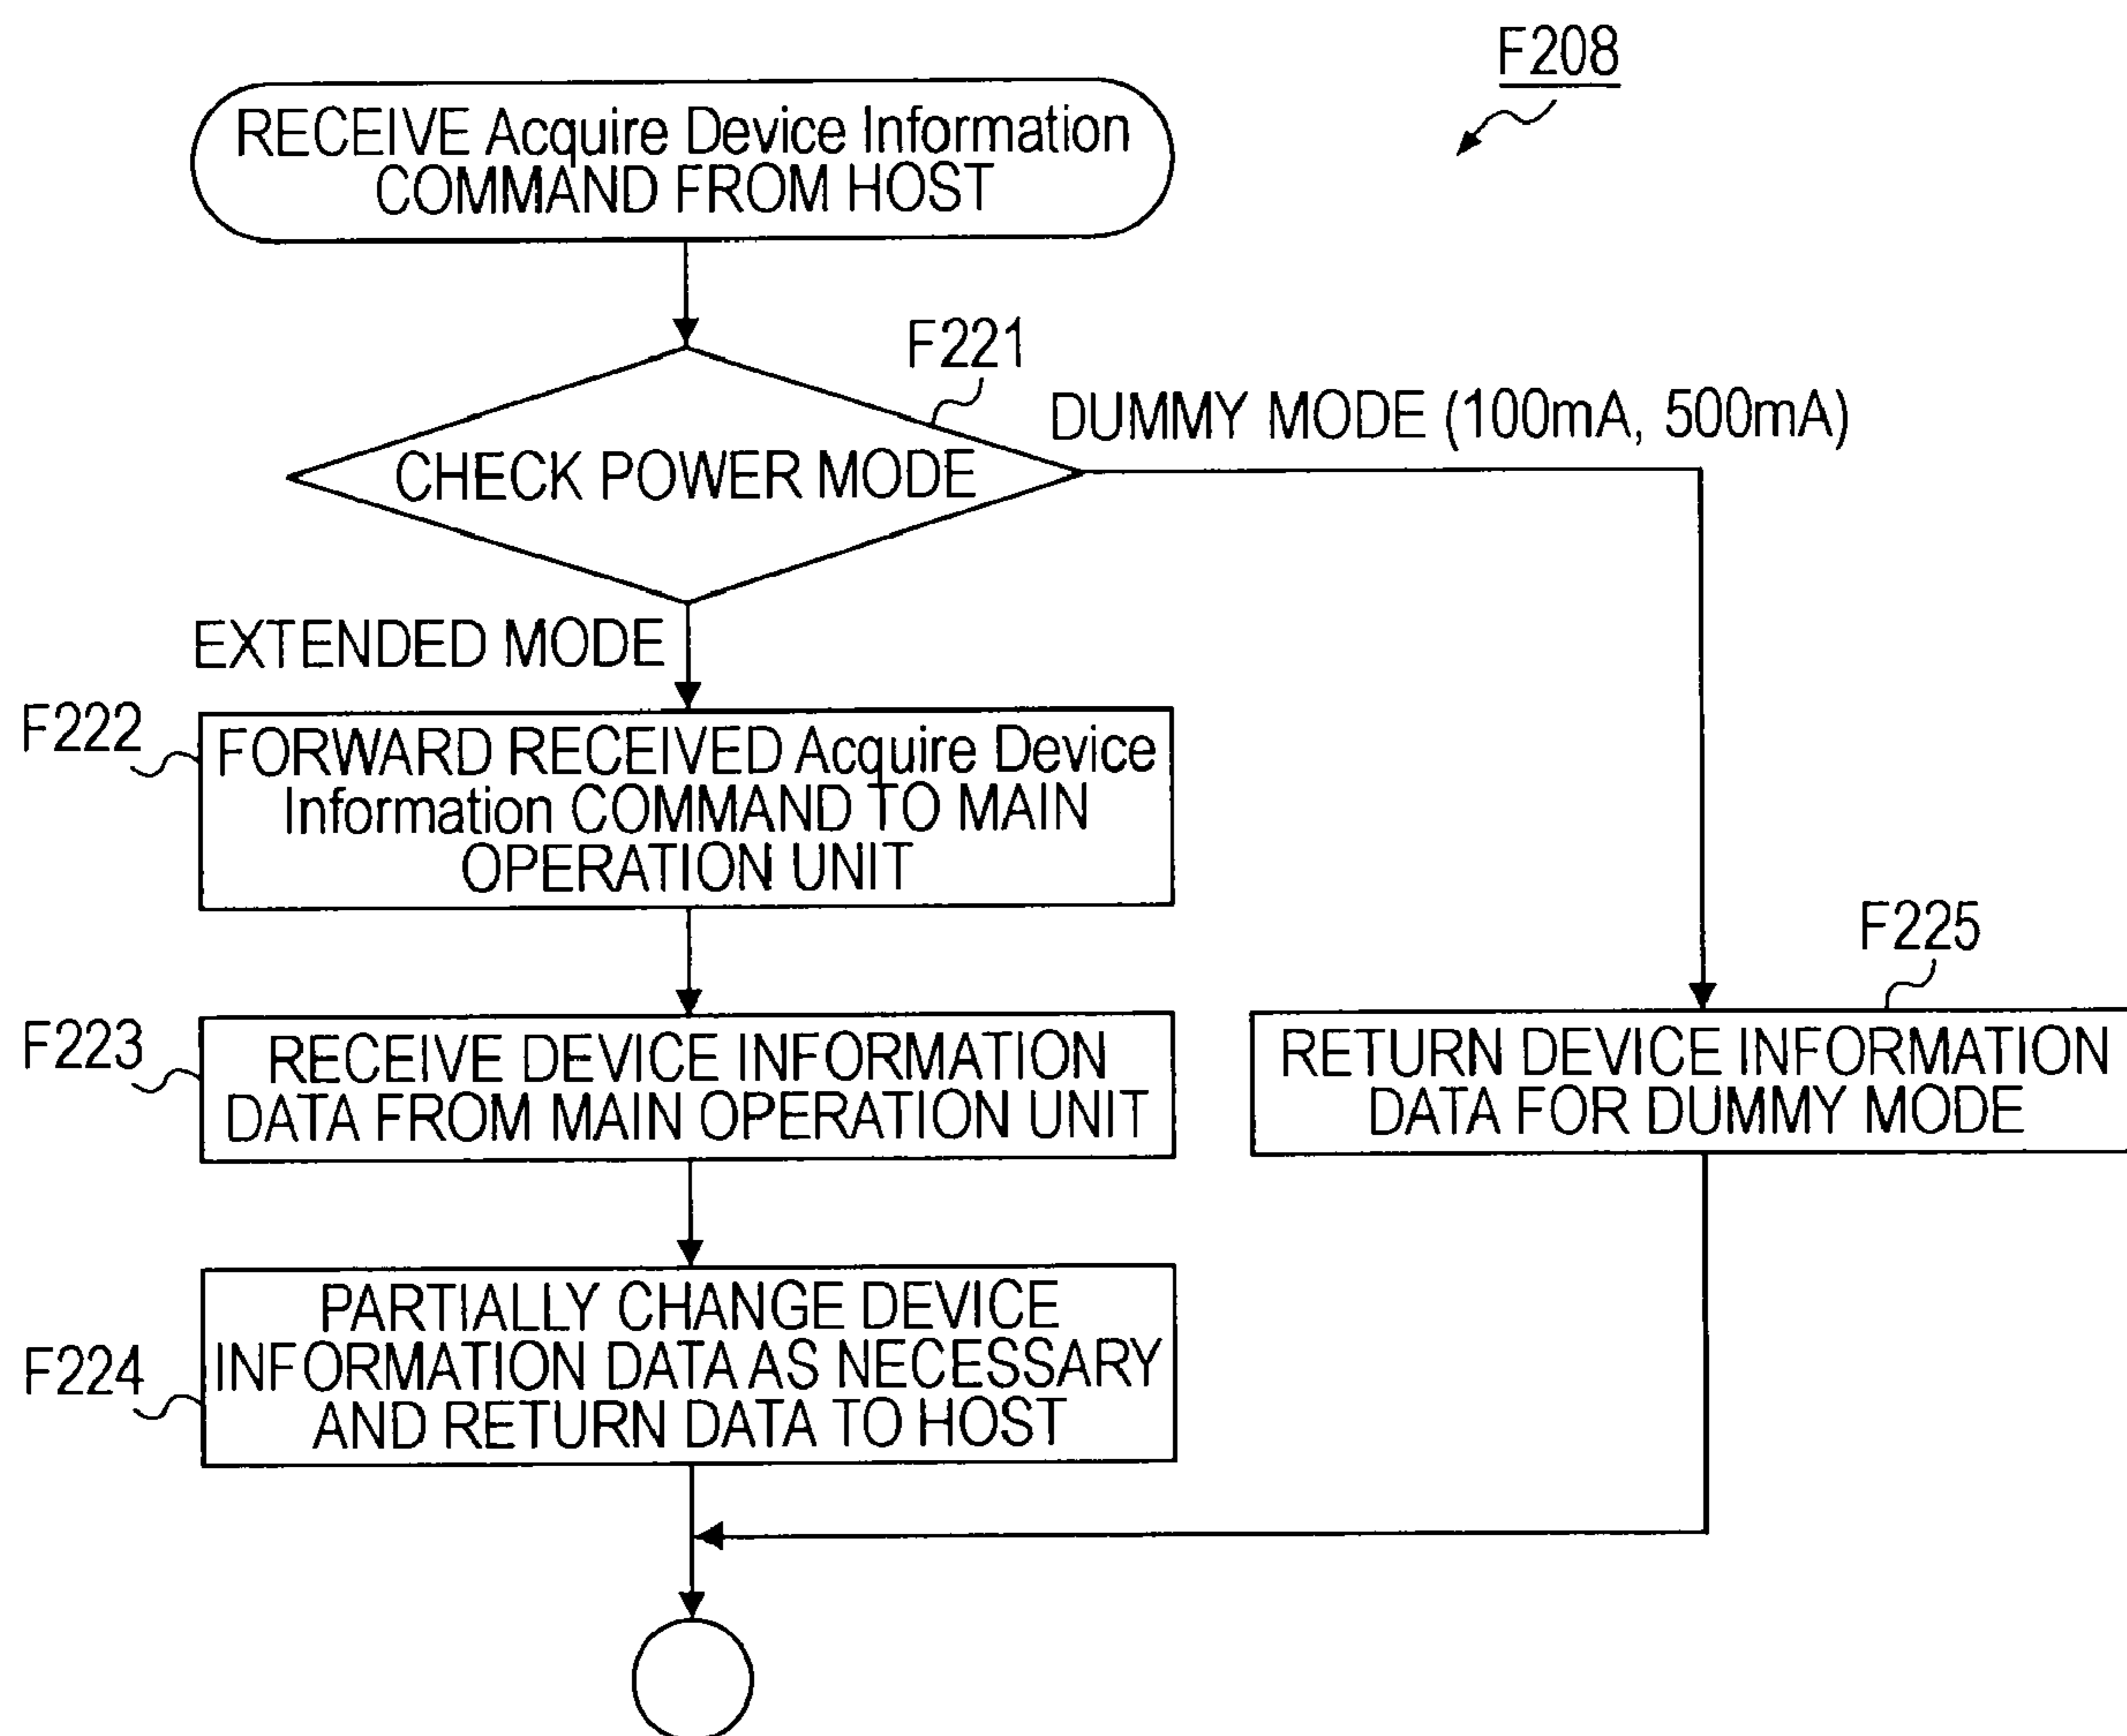 F208
RECEIVE Acquire Device Information
COMMAND FROM HOST
F221
DUMMY MODE (100mA, 500mA)
CHECK POWER MODE
EXTENDED MODE
F222
FORWARD RECEIVED Acquire Device
Information COMMAND TO MAIN
OPERATION UNIT
F223
RECEIVE DEVICE INFORMATION
DATA FROM MAIN OPERATION UNIT
F225
RETURN DEVICE INFORMATION
DATA FOR DUMMY MODE
F224
PARTIALLY CHANGE DEVICE
INFORMATION DATA AS NECESSARY
AND RETURN DATA TO HOST